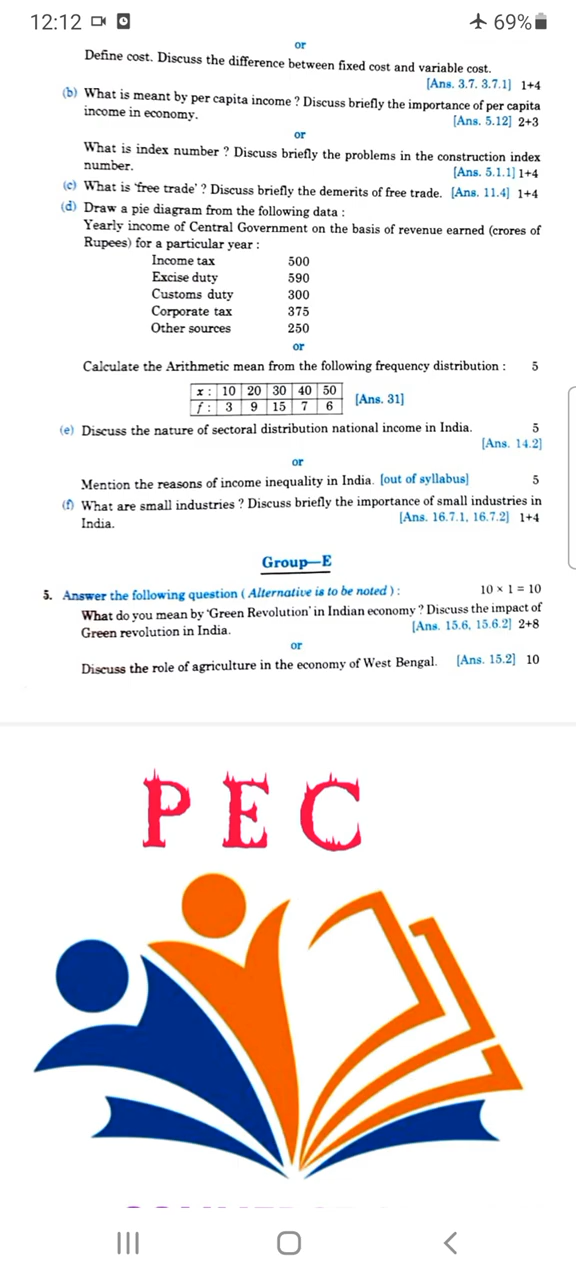 12:12 69%
or
Define cost. Discuss the difference between fixed cost and variable cost.
[Ans. 3.7. 3.7.1] 1+4
(b) What is meant by per capita income ? Discuss briefly the importance of per capita
income in economy. [Ans. 5.12] 2+3
or
What is index number ? Discuss briefly the problems in the construction index
number. [Ans. 5.1.1] 1+4
(c) What is 'free trade' ? Discuss briefly the demerits of free trade. [Ans. 11.4] 1+4
(d) Draw a pie diagram from the following data :
Yearly income of Central Government on the basis of revenue earned (crores of
Rupees) for a particular year :
Income tax 500
Excise duty 590
Customs duty 300
Corporate tax 375
Other sources 250
or
Calculate the Arithmetic mean from the following frequency distribution : 5
x : 10 20 30 40 50
f : 3 9 15 7 6 [Ans. 31]
(e) Discuss the nature of sectoral distribution national income in India. 5
[Ans. 14.2]
or
Mention the reasons of income inequality in India. [out of syllabus] 5
(f) What are small industries ? Discuss briefly the importance of small industries in
India. [Ans. 16.7.1, 16.7.2] 1+4
Group—E
5. Answer the following question ( Alternative is to be noted ) : 10 × 1 = 10
What do you mean by 'Green Revolution' in Indian economy ? Discuss the impact of
Green revolution in India. [Ans. 15.6, 15.6.2] 2+8
or
Discuss the role of agriculture in the economy of West Bengal. [Ans. 15.2] 10
PEC